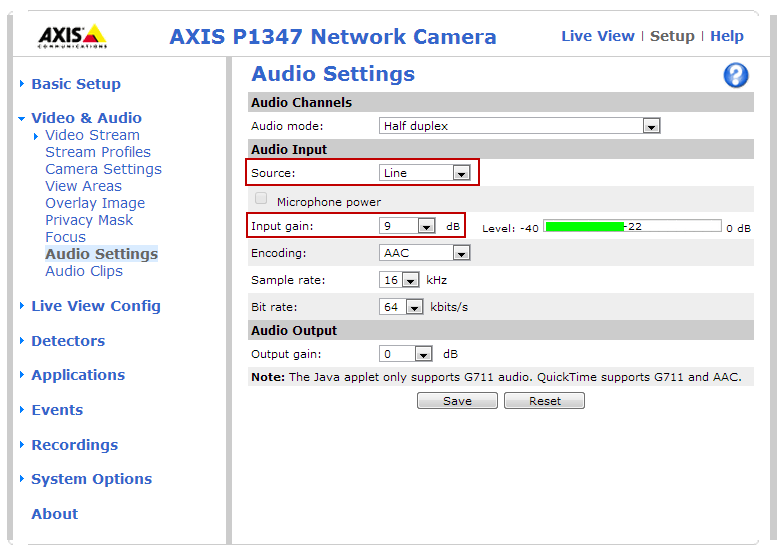 AXIS
COMMUNICATIONS
AXIS P1347 Network Camera
Live View | Setup | Help
Basic Setup
Video & Audio
Video Stream
Stream Profiles
Camera Settings
View Areas
Overlay Image
Privacy Mask
Focus
Audio Settings
Audio Clips
Live View Config
Detectors
Applications
Events
Recordings
System Options
About
Audio Settings
?
Audio Channels
Audio mode: Half duplex
Audio Input
Source: Line
Microphone power
Input gain: 9 dB Level: -40 -22 0 dB
Encoding: AAC
Sample rate: 16 kHz
Bit rate: 64 kbits/s
Audio Output
Output gain: 0 dB
Note: The Java applet only supports G711 audio. QuickTime supports G711 and AAC.
Save Reset